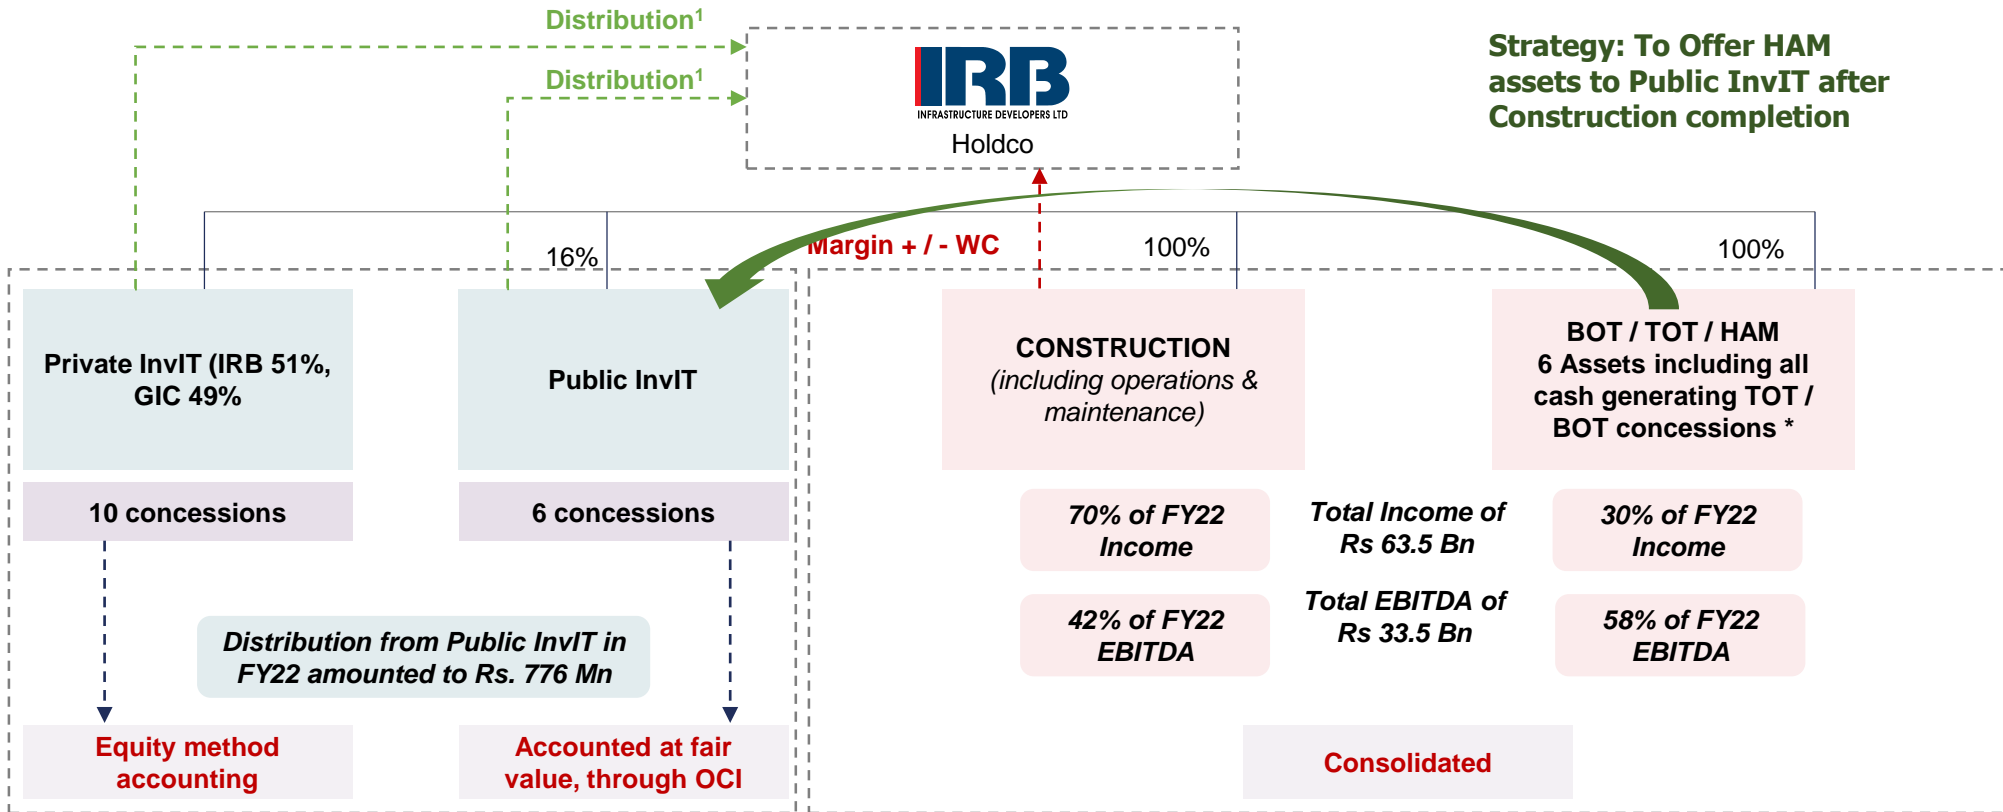 Distribution1
Distribution1
IRB
INFRASTRUCTURE DEVELOPERS LTD
Holdco
Strategy: To Offer HAM
assets to Public InvIT after
Construction completion
16%
Margin + / - WC
100%
100%
Private InvIT (IRB 51%,
GIC 49%
Public InvIT
CONSTRUCTION
(including operations &
maintenance)
BOT / TOT / HAM
6 Assets including all
cash generating TOT /
BOT concessions *
10 concessions
6 concessions
70% of FY22
Income
Total Income of
Rs 63.5 Bn
30% of FY22
Income
42% of FY22
EBITDA
Total EBITDA of
Rs 33.5 Bn
58% of FY22
EBITDA
Distribution from Public InvIT in
FY22 amounted to Rs. 776 Mn
Equity method
accounting
Accounted at fair
value, through OCI
Consolidated